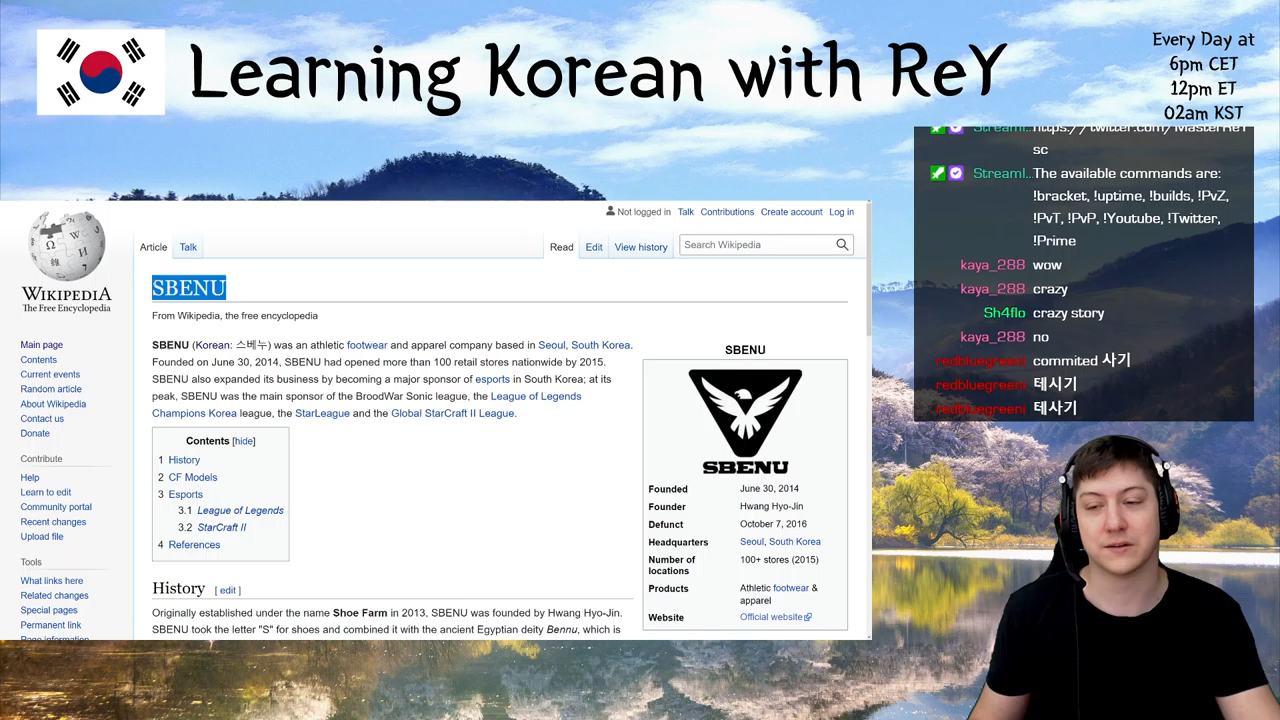 Learning Korean with ReY
Every Day at
6pm CET
12pm ET
02am KST
Streaml... https://twitter.com/MasterReY
sc
Streaml... The available commands are:
!bracket, !uptime, !builds, !PvZ,
!PvT, !PvP, !Youtube, !Twitter,
!Prime
kaya_288 wow
kaya_288 crazy
Sh4flo crazy story
kaya_288 no
redbluegreen commited 사기
redbluegreen 테시기
redbluegreen 테사기
Not logged in Talk Contributions Create account Log in
Article Talk Read Edit View history Search Wikipedia
WIKIPEDIA
The Free Encyclopedia
Main page
Contents
Current events
Random article
About Wikipedia
Contact us
Donate
Contribute
Help
Learn to edit
Community portal
Recent changes
Upload file
Tools
What links here
Related changes
Special pages
Permanent link
Page information
SBENU
From Wikipedia, the free encyclopedia
SBENU (Korean: 스베누) was an athletic footwear and apparel company based in Seoul, South Korea.
Founded on June 30, 2014, SBENU had opened more than 100 retail stores nationwide by 2015.
SBENU also expanded its business by becoming a major sponsor of esports in South Korea; at its
peak, SBENU was the main sponsor of the BroodWar Sonic league, the League of Legends
Champions Korea league, the StarLeague and the Global StarCraft II League.
Contents [hide]
1 History
2 CF Models
3 Esports
3.1 League of Legends
3.2 StarCraft II
4 References
History [ edit ]
Originally established under the name Shoe Farm in 2013, SBENU was founded by Hwang Hyo-Jin.
SBENU took the letter "S" for shoes and combined it with the ancient Egyptian deity Bennu, which is
SBENU
SBENU
Founded June 30, 2014
Founder Hwang Hyo-Jin
Defunct October 7, 2016
Headquarters Seoul, South Korea
Number of 100+ stores (2015)
locations
Products Athletic footwear &
apparel
Website Official website